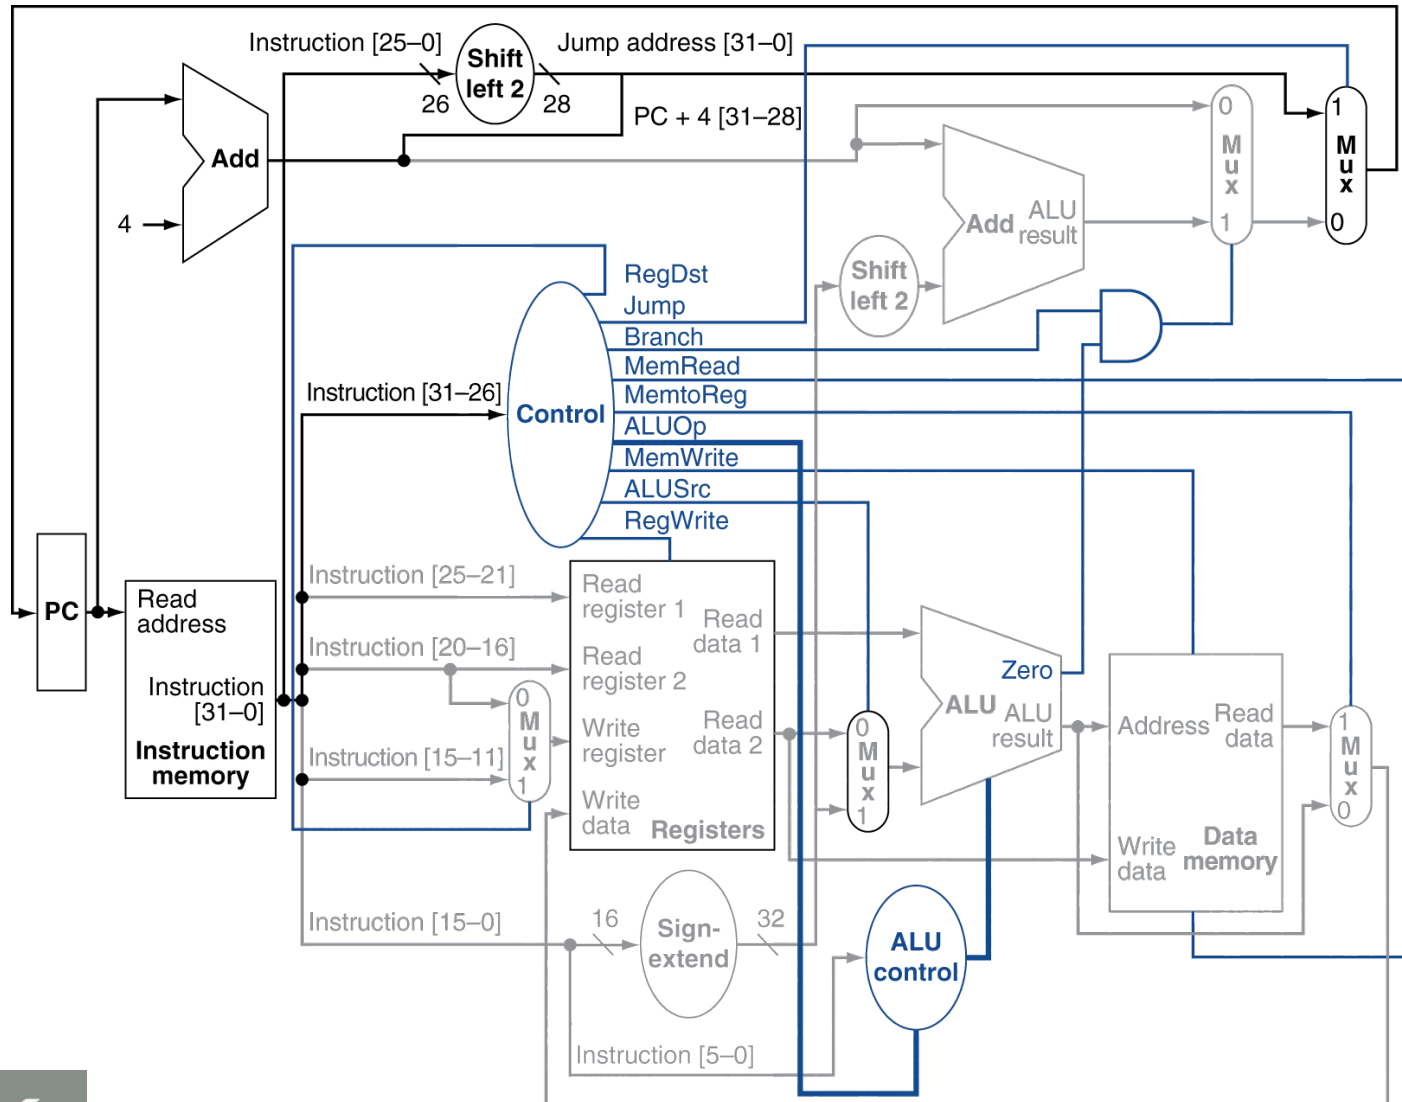 Instruction [25–0]
Shift
left 2
Jump address [31–0]
26
28
PC + 4 [31–28]
Add
4
0
M
u
x
1
1
M
u
x
0
Add
ALU
result
Shift
left 2
RegDst
Jump
Branch
MemRead
MemtoReg
ALUOp
MemWrite
ALUSrc
RegWrite
Instruction [31–26]
Control
PC
Read
address
Instruction
[31–0]
Instruction
memory
Instruction [25–21]
Instruction [20–16]
Instruction [15–11]
0
M
u
x
1
Read
register 1
Read
register 2
Write
register
Write
data
Read
data 1
Read
data 2
Registers
0
M
u
x
1
Zero
ALU
ALU
result
Address
Read
data
Write
data
Data
memory
1
M
u
x
0
Instruction [15–0]
16
Sign-
extend
32
ALU
control
Instruction [5–0]